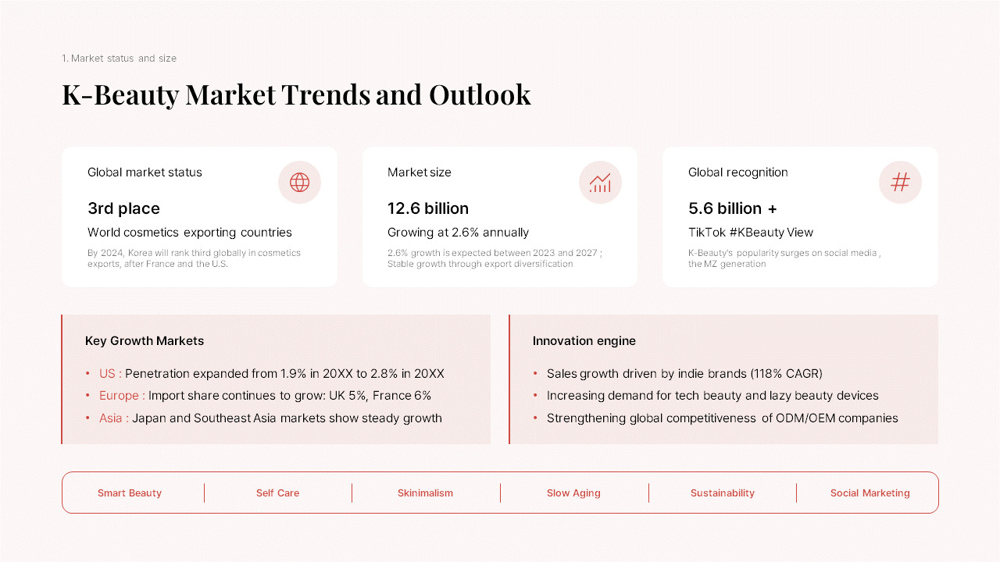 1. Market status and size
K-Beauty Market Trends and Outlook
Global market status
3rd place
World cosmetics exporting countries
By 2024, Korea will rank third globally in cosmetics
exports, after France and the U.S.
Market size
12.6 billion
Growing at 2.6% annually
2.6% growth is expected between 2023 and 2027 ;
Stable growth through export diversification
Global recognition
#
5.6 billion +
TikTok #KBeauty View
K-Beauty's popularity surges on social media ,
the MZ generation
Key Growth Markets
• US : Penetration expanded from 1.9% in 20XX to 2.8% in 20XX
• Europe : Import share continues to grow: UK 5%, France 6%
• Asia : Japan and Southeast Asia markets show steady growth
Innovation engine
• Sales growth driven by indie brands (118% CAGR)
• Increasing demand for tech beauty and lazy beauty devices
• Strengthening global competitiveness of ODM/OEM companies
Smart Beauty
Self Care
Skinimalism
Slow Aging
Sustainability
Social Marketing